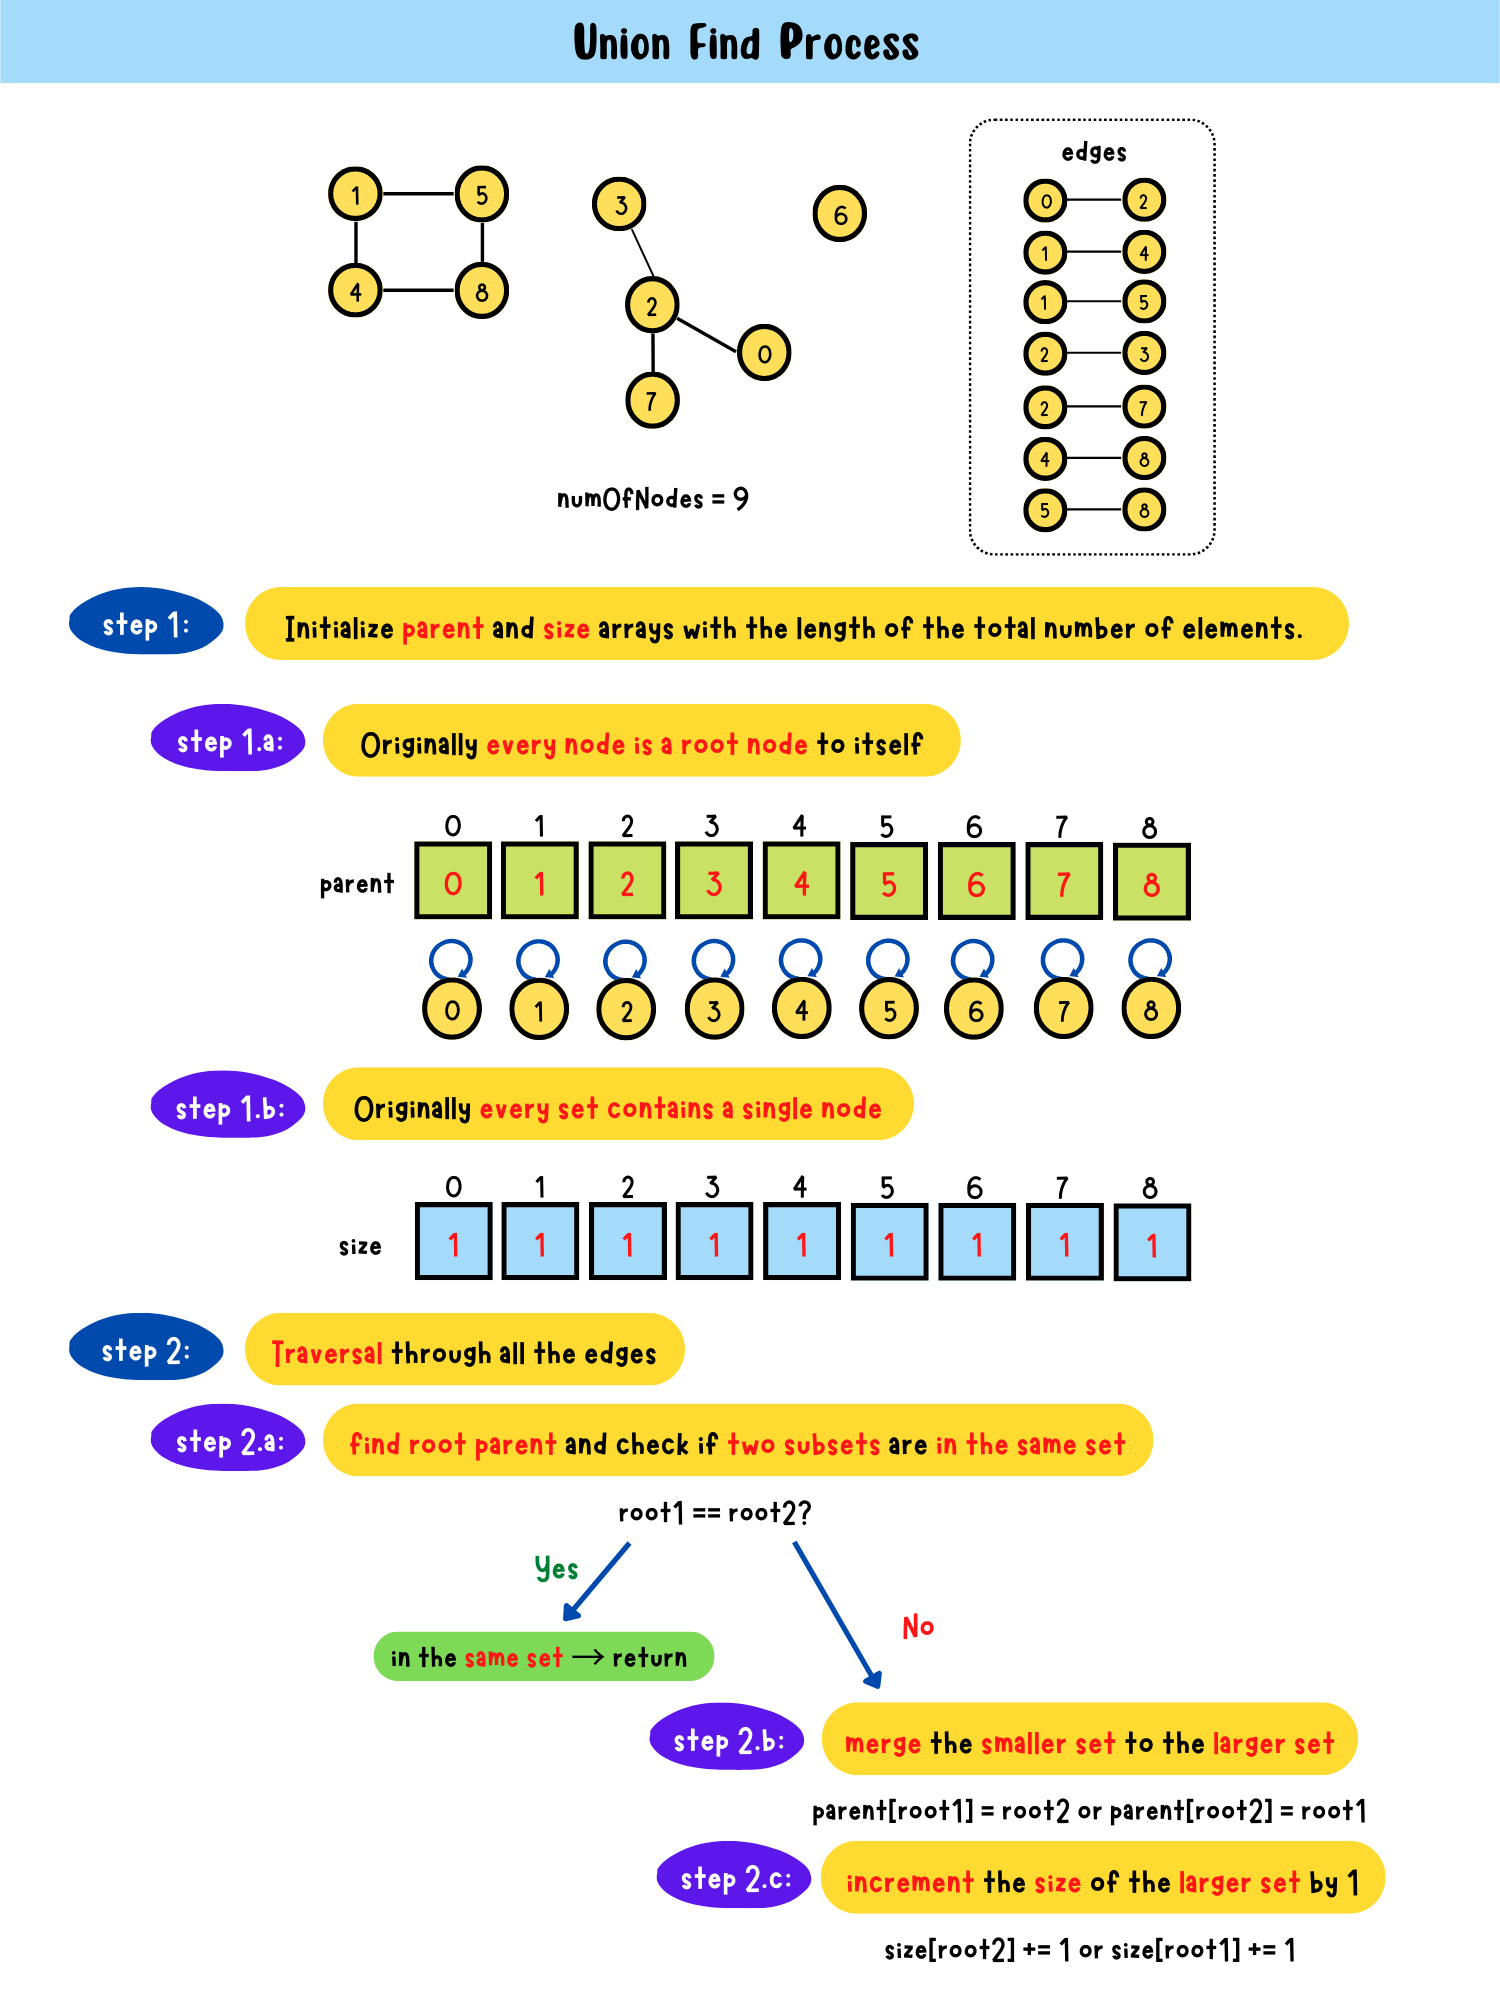 Union Find Process
1 5
4 8
3
2
0
7
6
numOfNodes = 9
edges
0 2
1 4
1 5
2 3
2 7
4 8
5 8
step 1: Initialize parent and size arrays with the length of the total number of elements.
step 1.a: Originally every node is a root node to itself
0 1 2 3 4 5 6 7 8
parent 0 1 2 3 4 5 6 7 8
0 1 2 3 4 5 6 7 8
step 1.b: Originally every set contains a single node
0 1 2 3 4 5 6 7 8
size 1 1 1 1 1 1 1 1 1
step 2: Traversal through all the edges
step 2.a: find root parent and check if two subsets are in the same set
root1 == root2?
Yes
No
in the same set → return
step 2.b: merge the smaller set to the larger set
parent[root1] = root2 or parent[root2] = root1
step 2.c: increment the size of the larger set by 1
size[root2] += 1 or size[root1] += 1